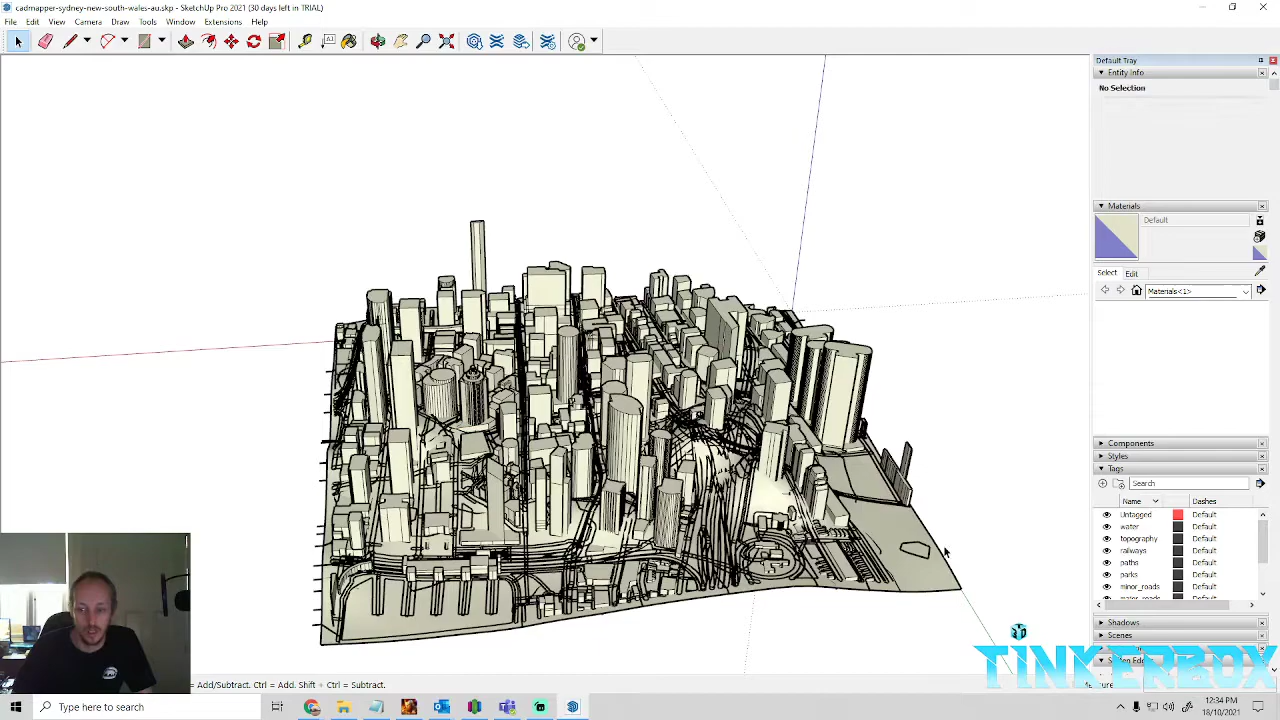 cadmapper-sydney-new-south-wales-au.skp - SketchUp Pro 2021 (30 days left in TRIAL)
File Edit View Camera Draw Tools Window Extensions Help
Default Tray
Entity Info
No Selection
Materials
Default
Select Edit
Materials<1>
Components
Styles
Tags
Search
Name Dashes
Untagged Default
water Default
topography Default
railways Default
paths Default
parks Default
minor_roads Default
Shadows
Scenes
3D
TINKERBOX
= Add/Subtract. Ctrl = Add. Shift + Ctrl = Subtract.
Type here to search
12:34 PM
18/10/2021